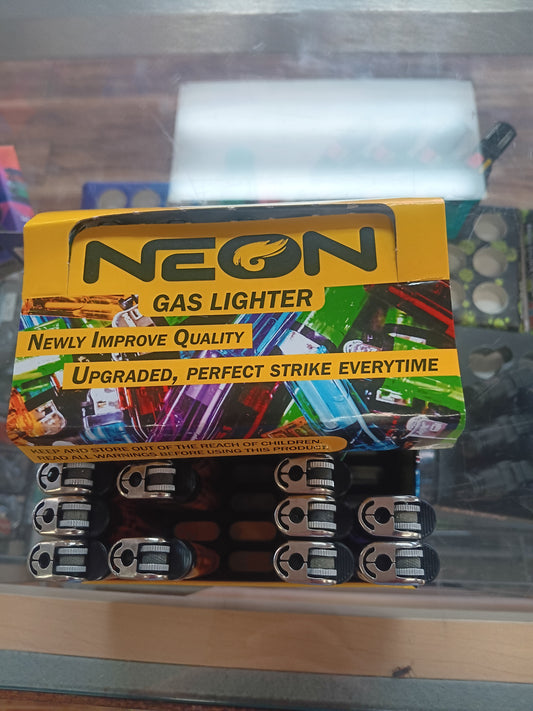 NEON
GAS LIGHTER
NEWLY IMPROVE QUALITY
UPGRADED, PERFECT STRIKE EVERYTIME
KEEP AND STORE OUT OF THE REACH OF CHILDREN.
READ ALL WARNINGS BEFORE USING THIS PRODUCT.